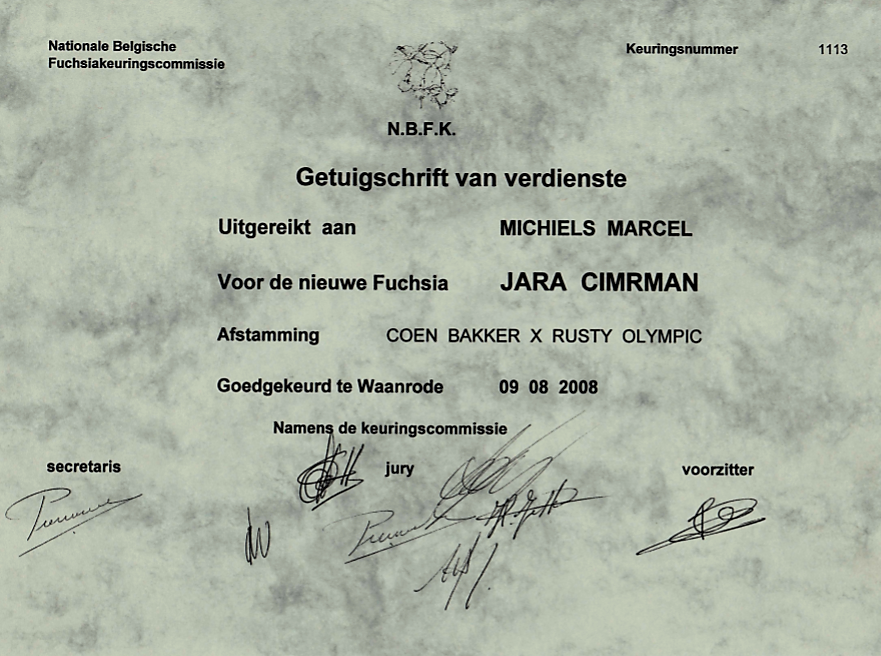 Nationale Belgische
Fuchsiakeuringscommissie
Keuringsnummer 1113
N.B.F.K.
Getuigschrift van verdienste
Uitgereikt aan MICHIELS MARCEL
Voor de nieuwe Fuchsia JARA CIMRMAN
Afstamming COEN BAKKER X RUSTY OLYMPIC
Goedgekeurd te Waanrode 09 08 2008
Namens de keuringscommissie
secretaris jury voorzitter